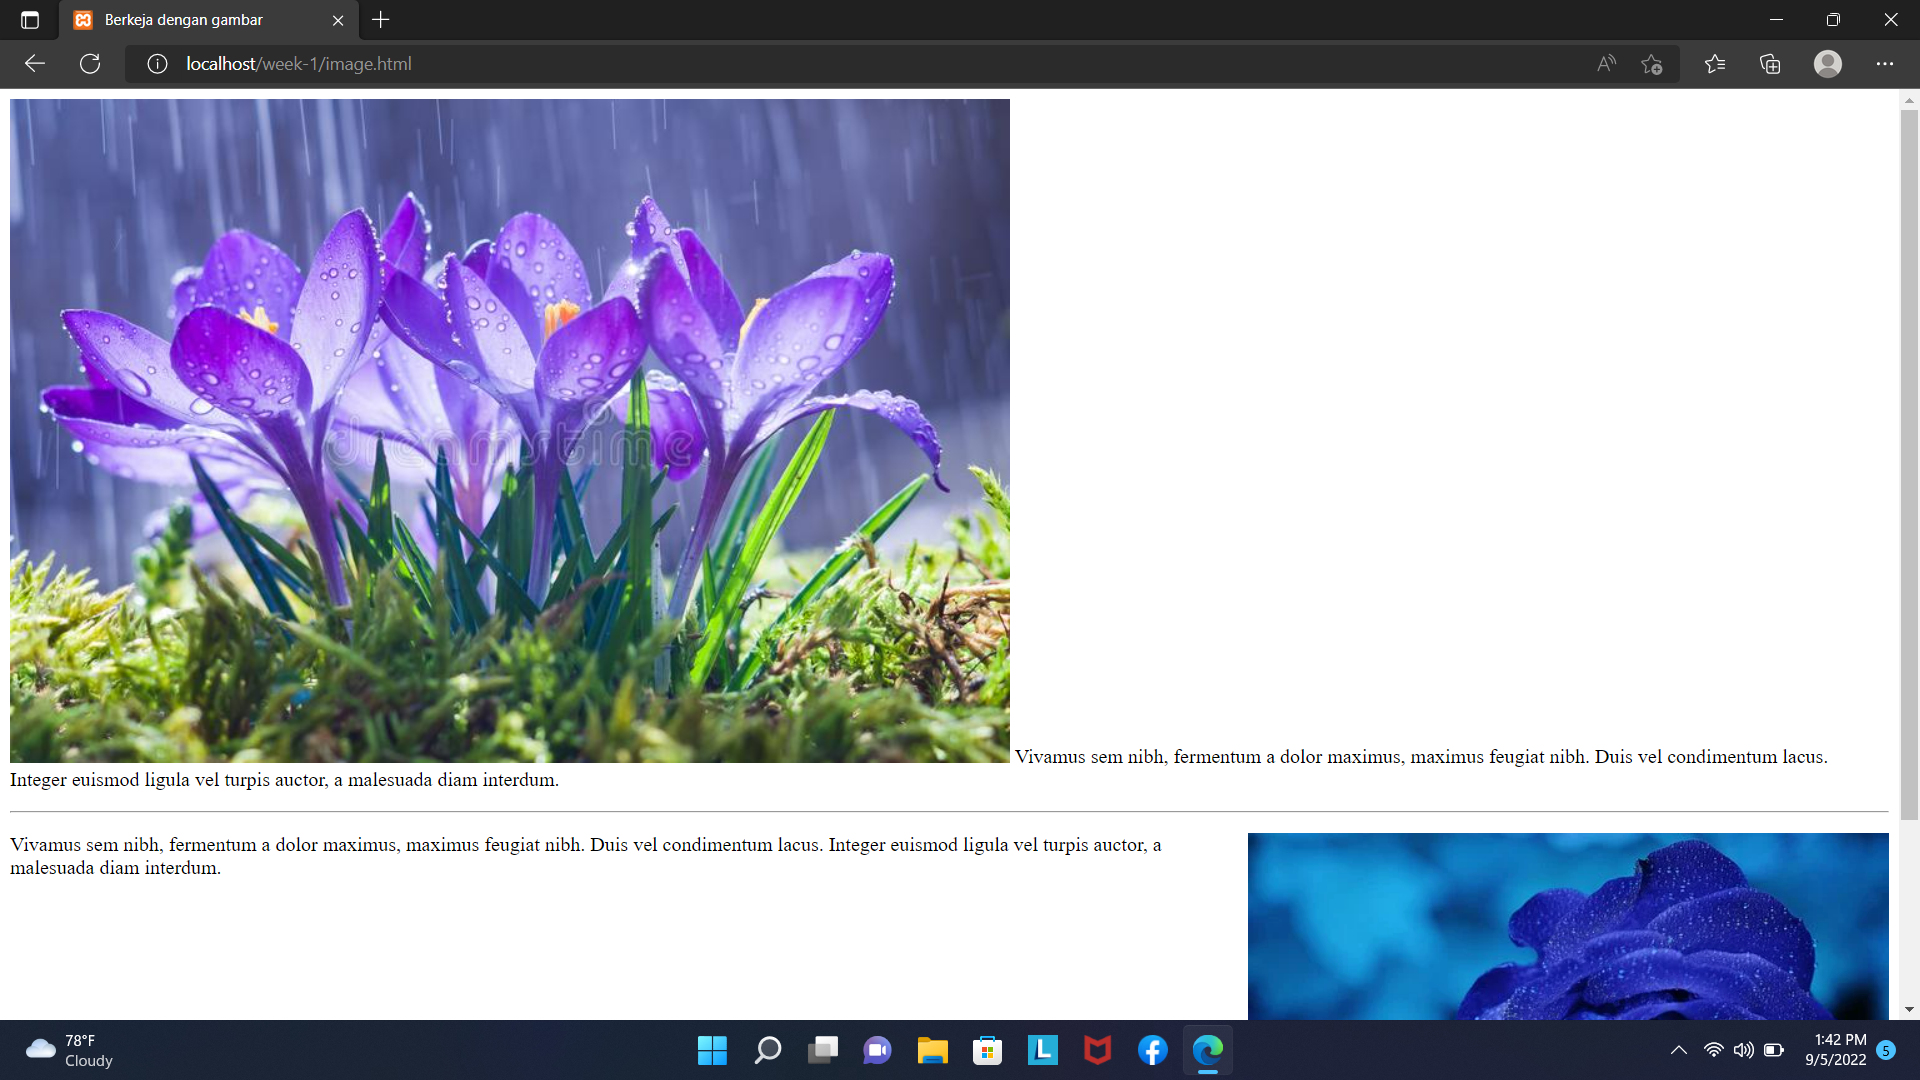 Berkeja dengan gambar
localhost/week-1/image.html
dreamstime
Vivamus sem nibh, fermentum a dolor maximus, maximus feugiat nibh. Duis vel condimentum lacus.
Integer euismod ligula vel turpis auctor, a malesuada diam interdum.
Vivamus sem nibh, fermentum a dolor maximus, maximus feugiat nibh. Duis vel condimentum lacus. Integer euismod ligula vel turpis auctor, a
malesuada diam interdum.
78°F
Cloudy
L
1:42 PM
9/5/2022
5